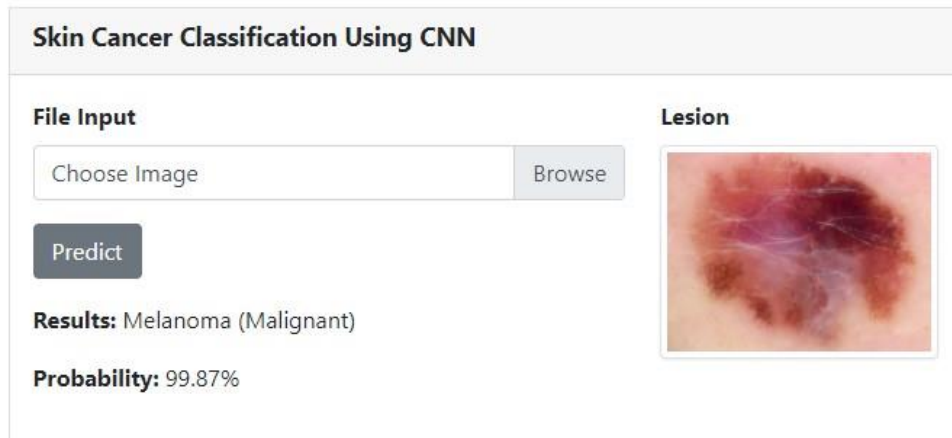 Skin Cancer Classification Using CNN
File Input
Choose Image
Browse
Predict
Results: Melanoma (Malignant)
Probability: 99.87%
Lesion